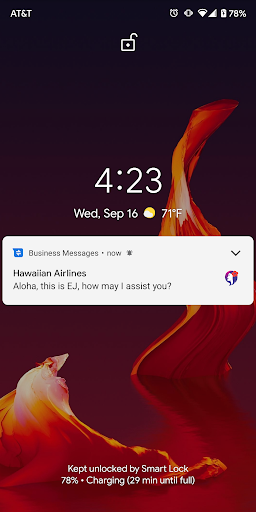 AT&T 78%
4:23
Wed, Sep 16 71°F
Business Messages • now
Hawaiian Airlines
Aloha, this is EJ, how may I assist you?
Kept unlocked by Smart Lock
78% • Charging (29 min until full)